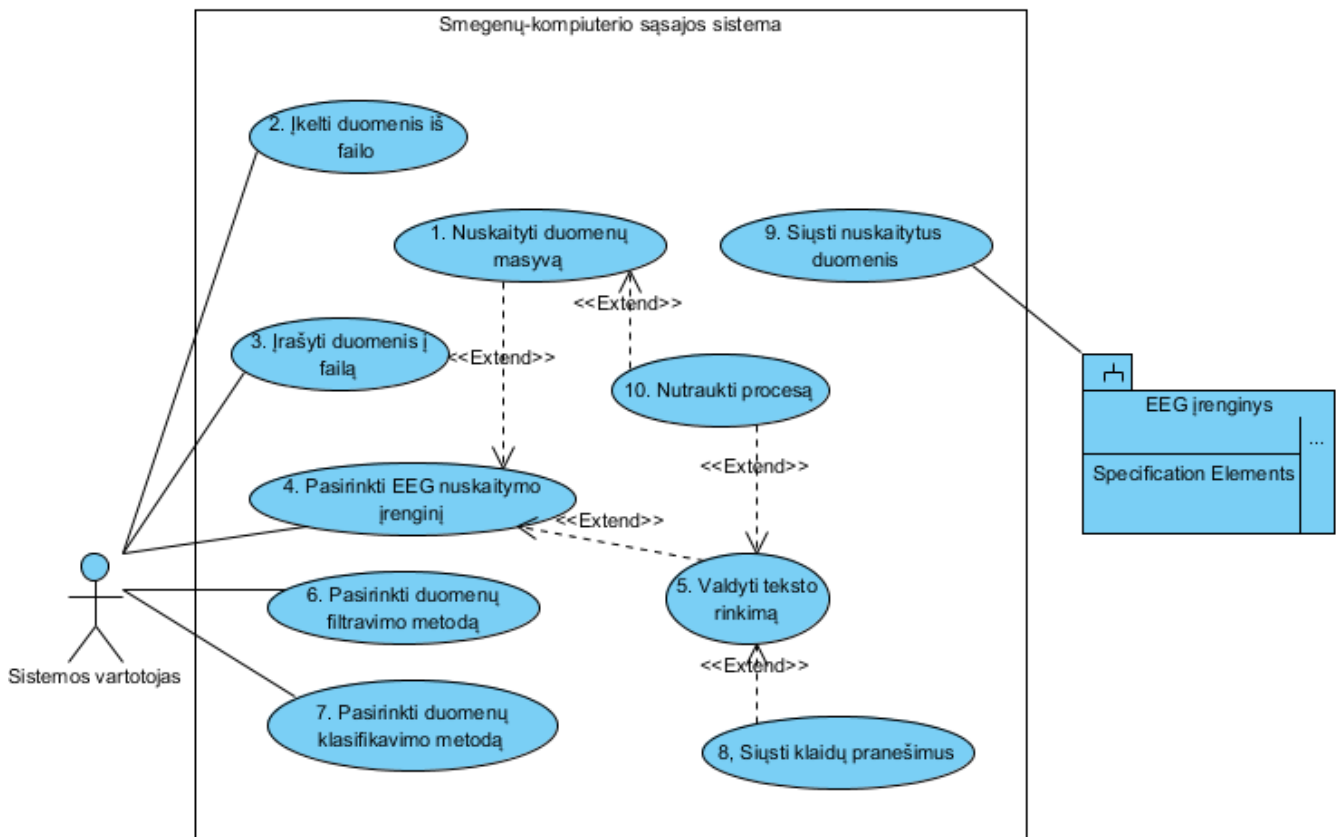 Smegenų-kompiuterio sąsajos sistema
2. Įkelti duomenis iš
failo
1. Nuskaityti duomenų
masyvą
9. Siųsti nuskaitytus
duomenis
<<Extend>>
3. Įrašyti duomenis į
failą
<<Extend>>
10. Nutraukti procesą
EEG įrenginys
...
Specification Elements
<<Extend>>
4. Pasirinkti EEG nuskaitymo
įrenginį
<<Extend>>
5. Valdyti teksto
rinkimą
6. Pasirinkti duomenų
filtravimo metodą
<<Extend>>
Sistemos vartotojas
7. Pasirinkti duomenų
klasifikavimo metodą
8, Siųsti klaidų pranešimus